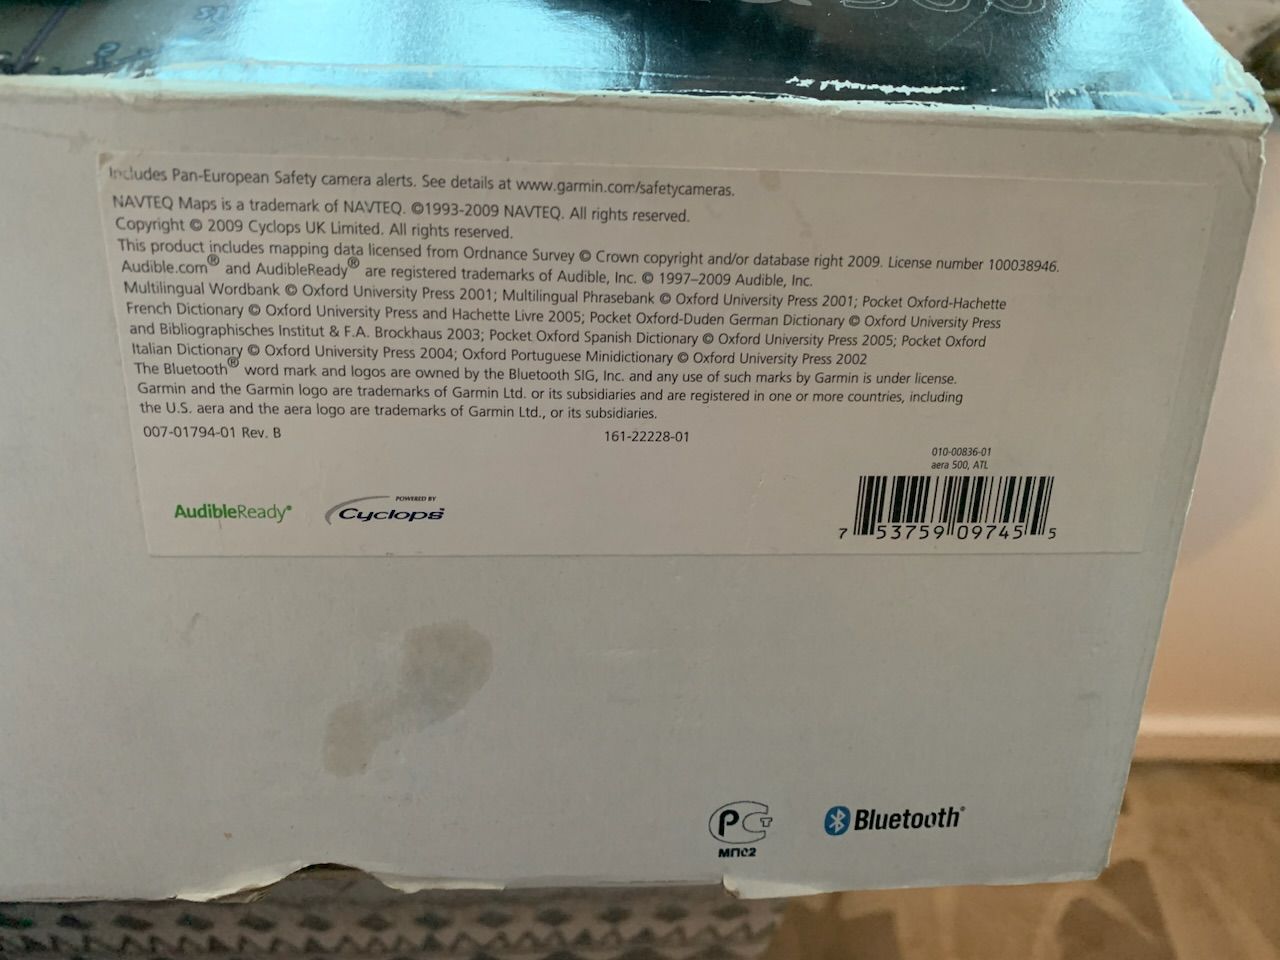 Includes Pan-European Safety camera alerts. See details at www.garmin.com/safetycameras.
NAVTEQ Maps is a trademark of NAVTEQ. ©1993-2009 NAVTEQ. All rights reserved.
Copyright © 2009 Cyclops UK Limited. All rights reserved.
This product includes mapping data licensed from Ordnance Survey © Crown copyright and/or database right 2009. License number 100038946.
Audible.com® and AudibleReady® are registered trademarks of Audible, Inc. © 1997–2009 Audible, Inc.
Multilingual Wordbank © Oxford University Press 2001; Multilingual Phrasebank © Oxford University Press 2001; Pocket Oxford-Hachette
French Dictionary © Oxford University Press and Hachette Livre 2005; Pocket Oxford-Duden German Dictionary © Oxford University Press
and Bibliographisches Institut & F.A. Brockhaus 2003; Pocket Oxford Spanish Dictionary © Oxford University Press 2005; Pocket Oxford
Italian Dictionary © Oxford University Press 2004; Oxford Portuguese Minidictionary © Oxford University Press 2002
The Bluetooth® word mark and logos are owned by the Bluetooth SIG, Inc. and any use of such marks by Garmin is under license.
Garmin and the Garmin logo are trademarks of Garmin Ltd. or its subsidiaries and are registered in one or more countries, including
the U.S. aera and the aera logo are trademarks of Garmin Ltd., or its subsidiaries.
007-01794-01 Rev. B 161-22228-01
010-00836-01
aera 500, ATL
AudibleReady®
POWERED BY
Cyclops
7 53759 09745 5
РСТ
МП02
Bluetooth®